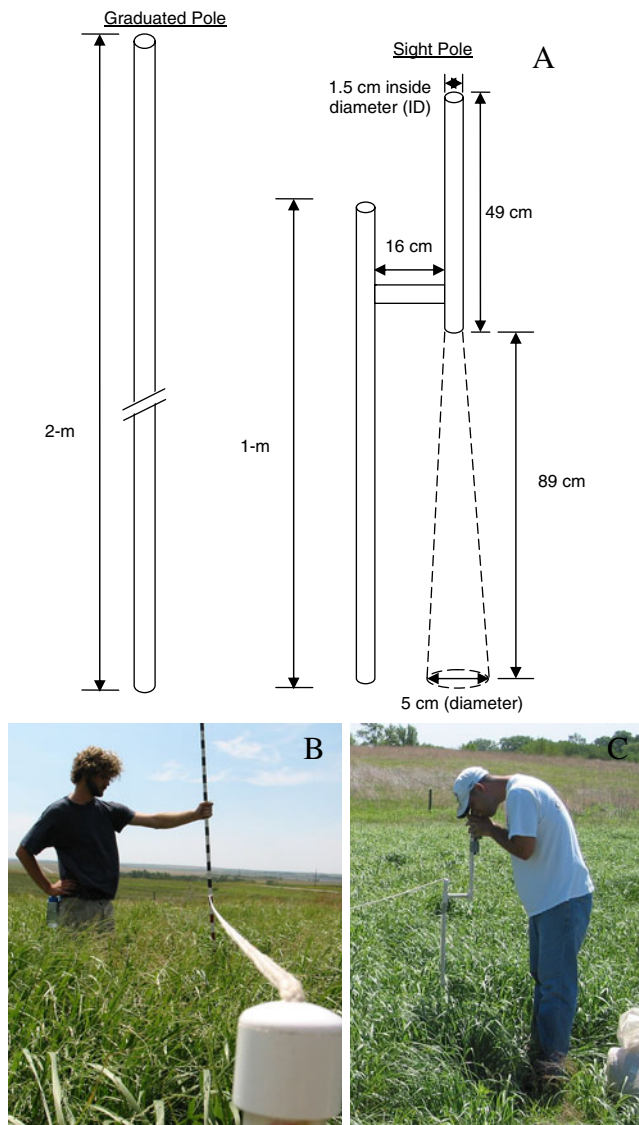 Graduated Pole
Sight Pole
A
1.5 cm inside
diameter (ID)
49 cm
16 cm
2-m
1-m
89 cm
5 cm (diameter)
B
C